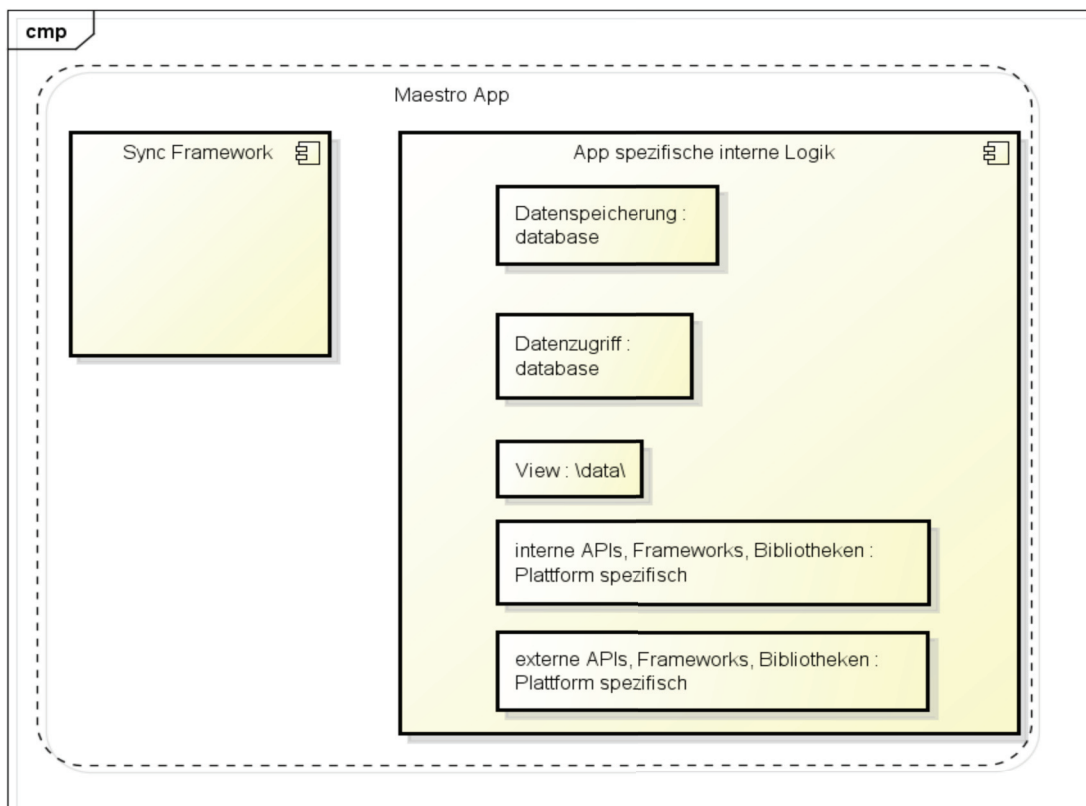 cmp
Maestro App
Sync Framework
App spezifische interne Logik
Datenspeicherung :
database
Datenzugriff :
database
View : \data\
interne APIs, Frameworks, Bibliotheken :
Plattform spezifisch
externe APIs, Frameworks, Bibliotheken :
Plattform spezifisch